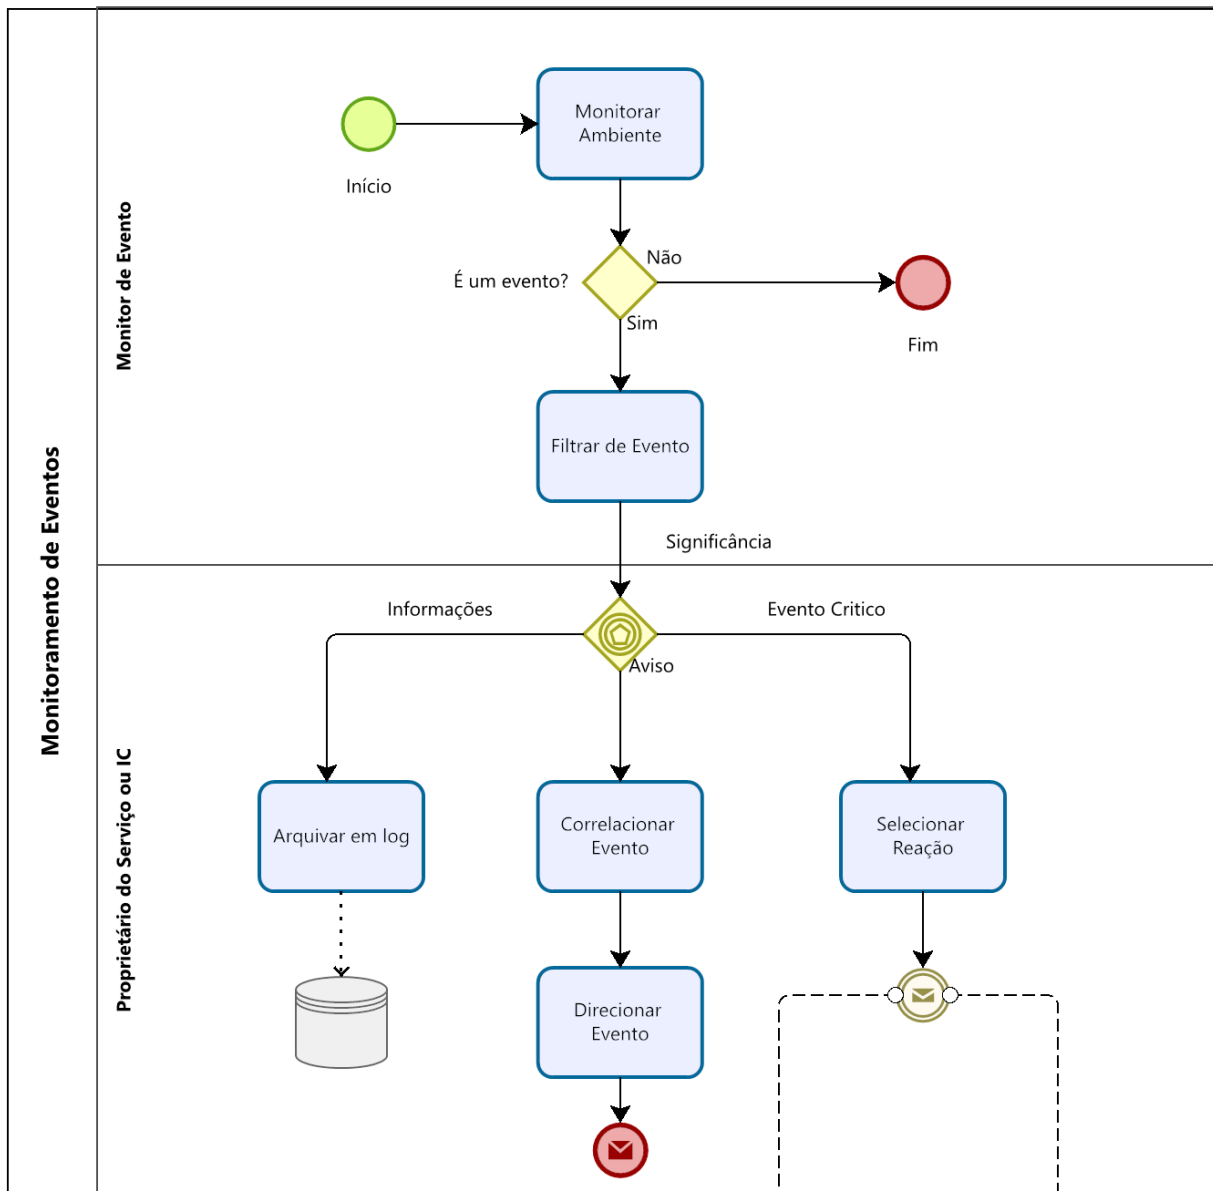 Monitoramento de Eventos
Monitor de Evento
Início
Monitorar
Ambiente
É um evento?
Não
Sim
Fim
Filtrar de Evento
Significância
Proprietário do Serviço ou IC
Informações
Aviso
Evento Critico
Arquivar em log
Correlacionar
Evento
Selecionar
Reação
Direcionar
Evento